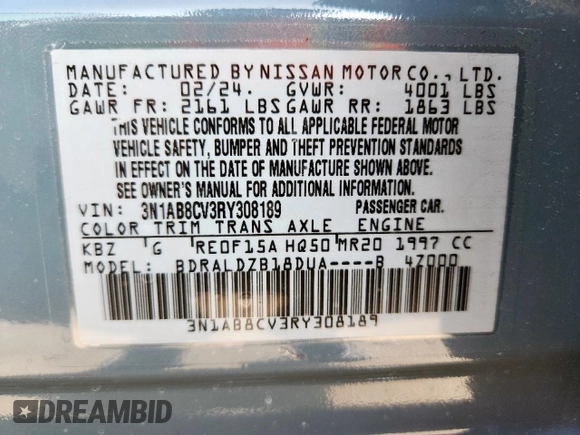 MANUFACTURED BY NISSAN MOTOR CO., LTD.
DATE: 02/24. GVWR: 4001 LBS
GAWR FR: 2161 LBS GAWR RR: 1863 LBS
THIS VEHICLE CONFORMS TO ALL APPLICABLE FEDERAL MOTOR
VEHICLE SAFETY, BUMPER AND THEFT PREVENTION STANDARDS
IN EFFECT ON THE DATE OF MANUFACTURE SHOWN ABOVE.
SEE OWNER'S MANUAL FOR ADDITIONAL INFORMATION.
VIN: 3N1AB8CV3RY308189 PASSENGER CAR.
COLOR TRIM TRANS AXLE ENGINE
KBZ G RE0F15A HQ50 MR20 1997 CC
MODEL: BDRALDZB18DUA----B 4Z000
3N1AB8CV3RY308189
DREAMBID